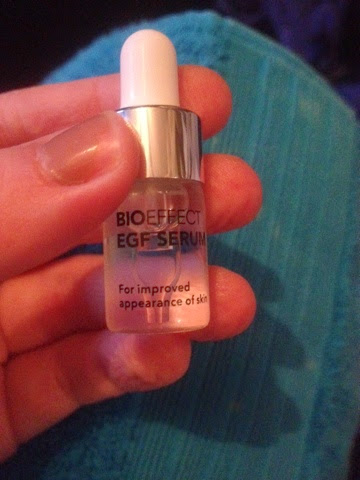 BIOEFFECT
EGF SERUM
For improved
appearance of skin